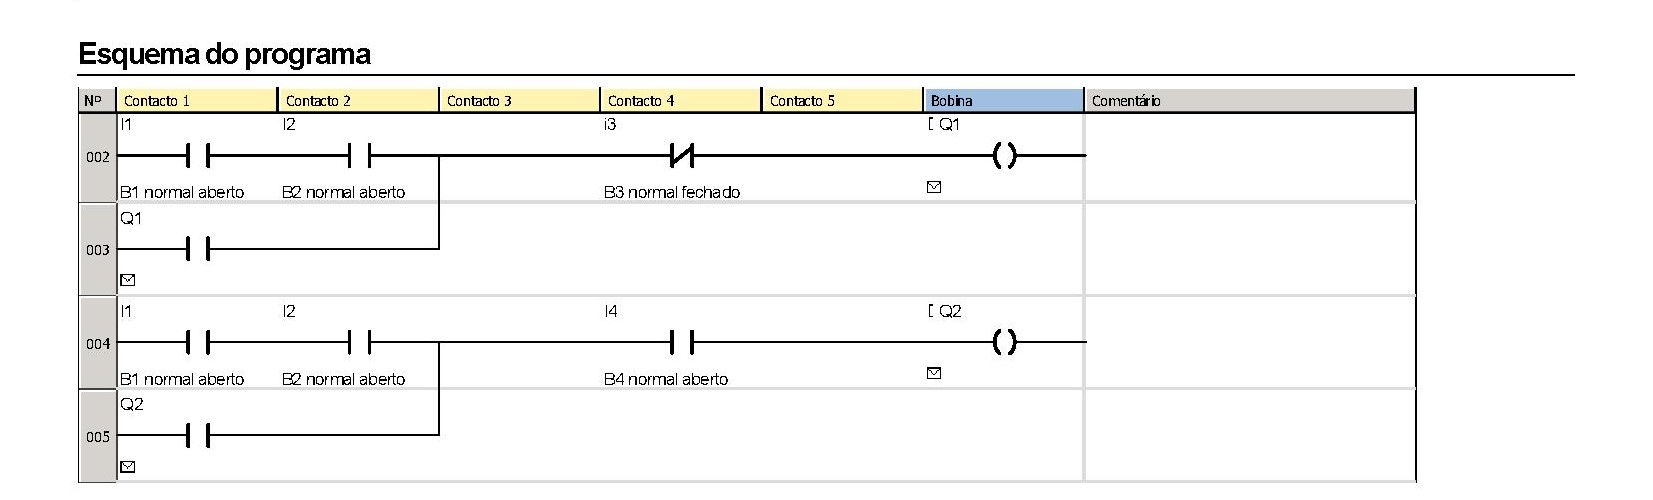 Esquema do programa
Nº Contacto 1 Contacto 2 Contacto 3 Contacto 4 Contacto 5 Bobina Comentário
I1 I2 i3 [ Q1
002
B1 normal aberto B2 normal aberto B3 normal fechado
Q1
003
I1 I2 I4 [ Q2
004
B1 normal aberto B2 normal aberto B4 normal aberto
Q2
005